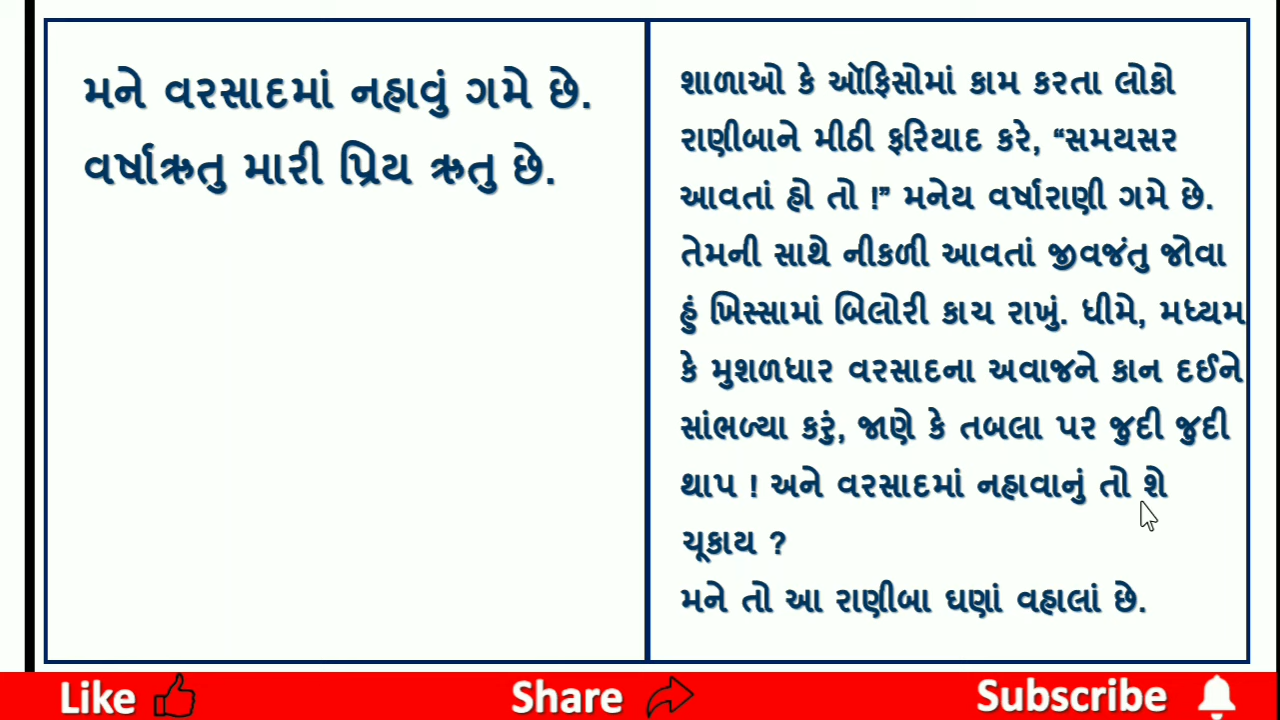 મને વરસાદમાં નહાવું ગમે છે.
વર્ષાઋતુ મારી પ્રિય ઋતુ છે.
શાળાઓ કે ઑફિસોમાં કામ કરતા લોકો
રાણીબાને મીઠી ફરિયાદ કરે, “સમયસર
આવતાં હો તો !” મનેય વર્ષારાણી ગમે છે.
તેમની સાથે નીકળી આવતાં જીવજંતુ જોવા
હું ખિસ્સામાં બિલોરી કાચ રાખું. ધીમે, મધ્યમ
કે મુશળધાર વરસાદના અવાજને કાન દઈને
સાંભળ્યા કરું, જાણે કે તબલા પર જુદી જુદી
થાપ ! અને વરસાદમાં નહાવાનું તો શે
ચૂકાય ?
મને તો આ રાણીબા ઘણાં વહાલાં છે.
Like Share Subscribe